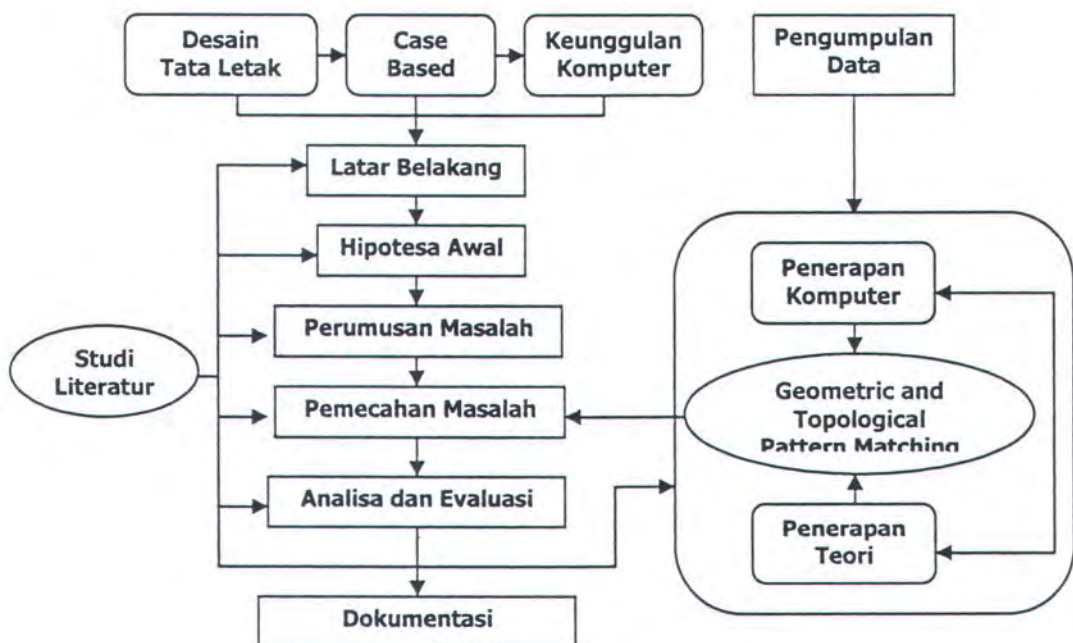 Desain
Tata Letak
Case
Based
Keunggulan
Komputer
Pengumpulan
Data
Latar Belakang
Hipotesa Awal
Perumusan Masalah
Pemecahan Masalah
Analisa dan Evaluasi
Dokumentasi
Studi
Literatur
Penerapan
Komputer
Geometric and
Topological
Pattern Matching
Penerapan
Teori